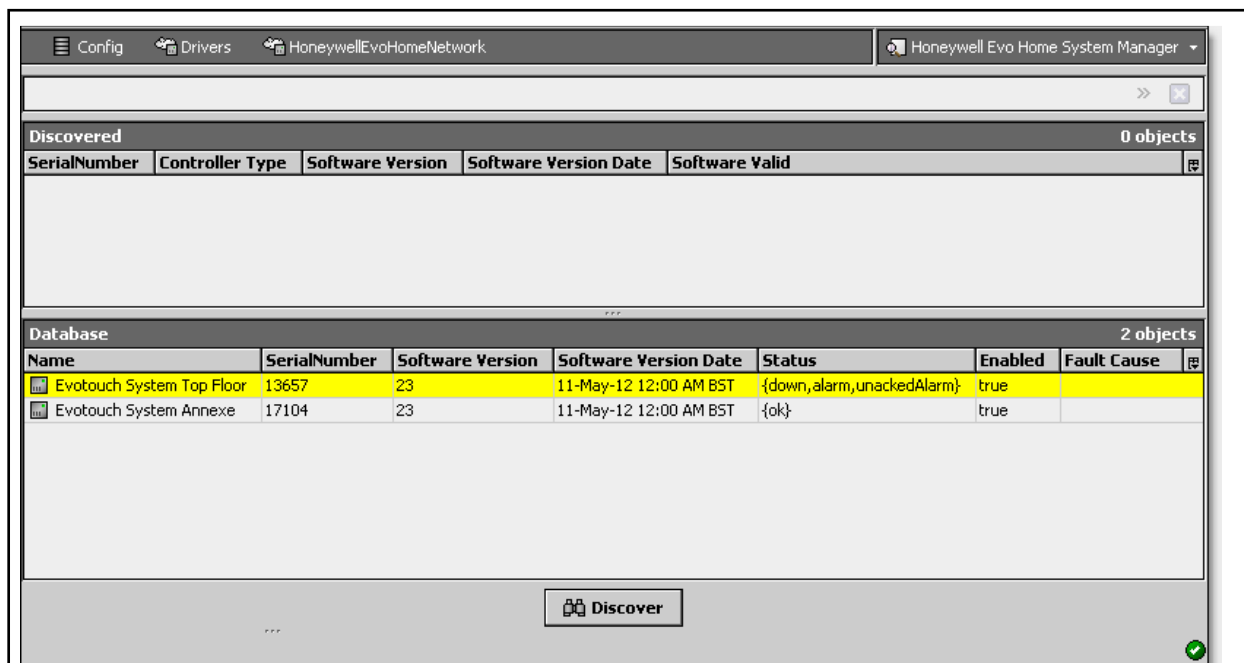 Config Drivers HoneywellEvoHomeNetwork Honeywell Evo Home System Manager
Discovered 0 objects
SerialNumber Controller Type Software Version Software Version Date Software Valid
Database 2 objects
Name SerialNumber Software Version Software Version Date Status Enabled Fault Cause
Evotouch System Top Floor 13657 23 11-May-12 12:00 AM BST {down,alarm,unackedAlarm} true
Evotouch System Annexe 17104 23 11-May-12 12:00 AM BST {ok} true
Discover